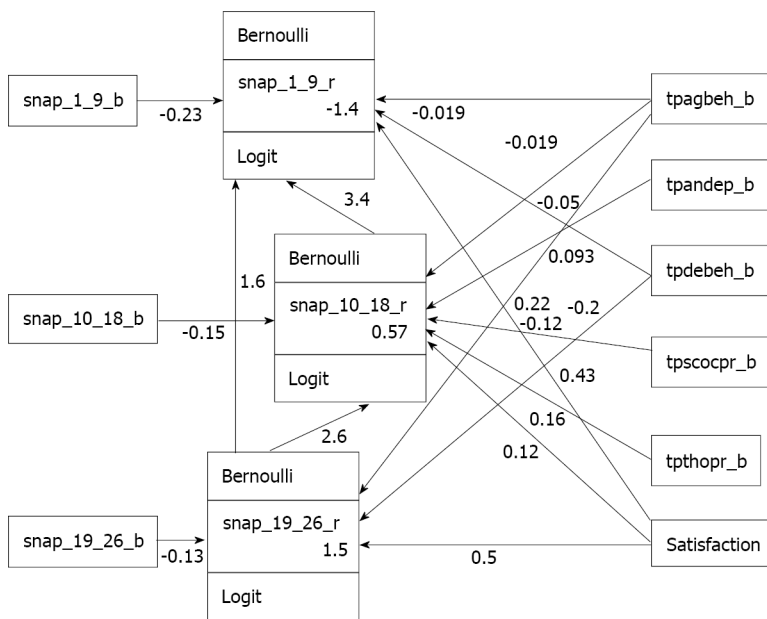 Bernoulli
snap_1_9_r
-1.4
Logit
snap_1_9_b
-0.23
-0.019
tpagbeh_b
-0.019
tpandep_b
3.4
-0.05
Bernoulli
snap_10_18_r
0.57
Logit
0.093
tpdebeh_b
1.6
snap_10_18_b
-0.15
0.22
-0.2
-0.12
tpscocpr_b
0.43
0.16
2.6
0.12
tpthopr_b
Bernoulli
snap_19_26_r
1.5
Logit
snap_19_26_b
-0.13
0.5
Satisfaction